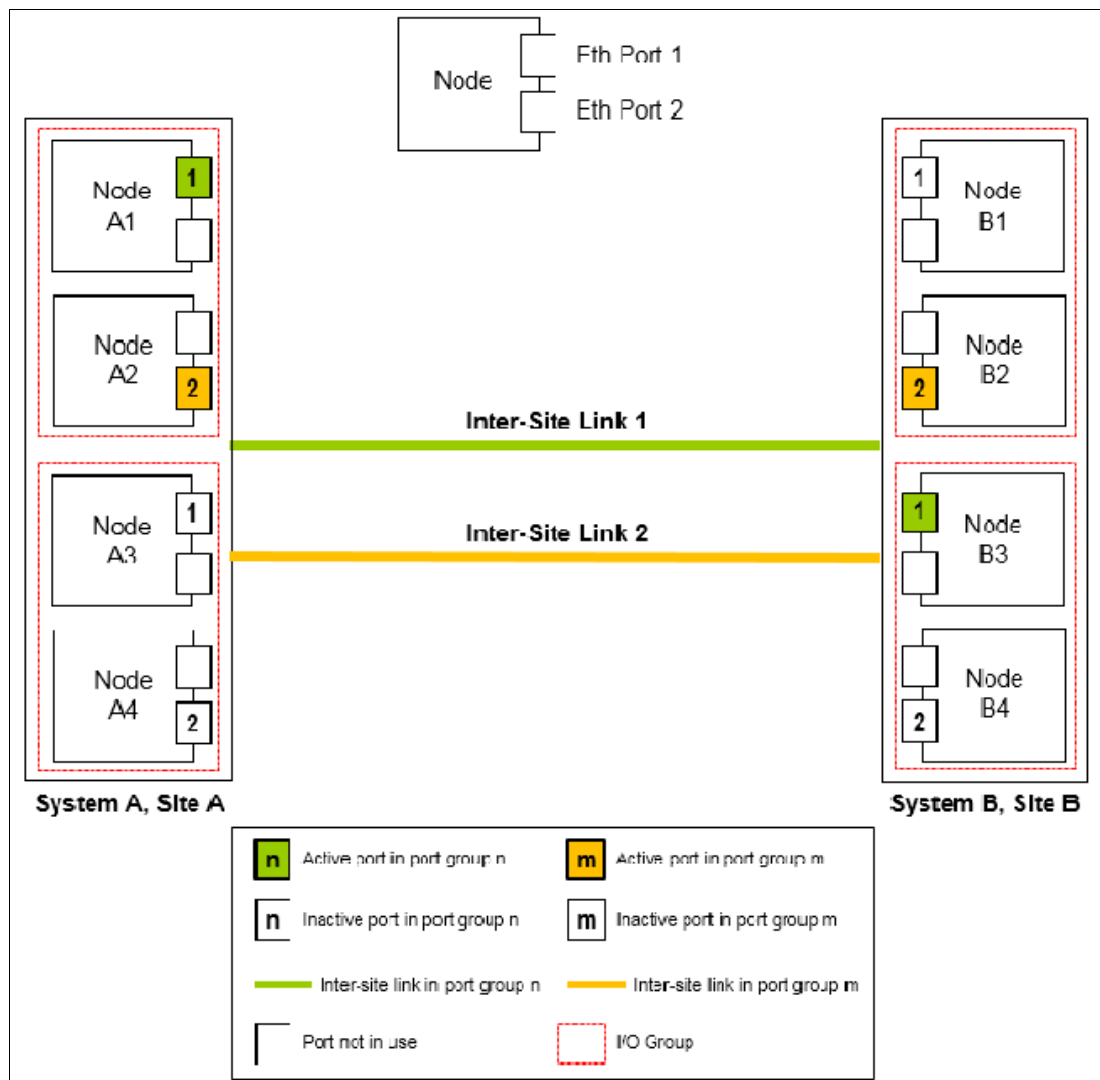 Node
Eth Port 1
Eth Port 2
Node
A1
1
Node
A2
2
Node
A3
1
Node
A4
2
System A, Site A
Inter-Site Link 1
Inter-Site Link 2
1
Node
B1
Node
B2
2
1
Node
B3
Node
B4
2
System B, Site B
n Active port in port group n
m Active port in port group m
n Inactive port in port group n
m Inactive port in port group m
Inter-site link in port group n
Inter-site link in port group m
Port not in use
I/O Group